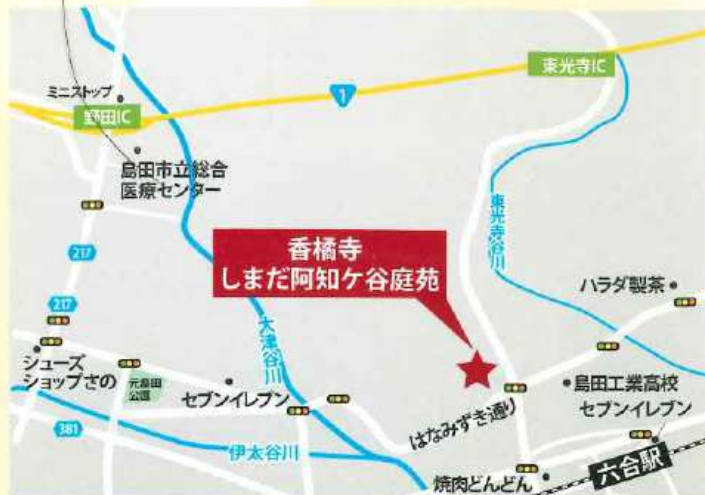 東光寺IC
ミニストップ
野田IC
1
島田市立総合
医療センター
東光寺谷川
217
香橘寺
しまだ阿知ケ谷庭苑
ハラダ製茶
217
大津谷川
シューズ
ショップさの
元島田
公園
セブンイレブン
島田工業高校
セブンイレブン
はなみずき通り
381
伊太谷川
六合駅
焼肉どんどん